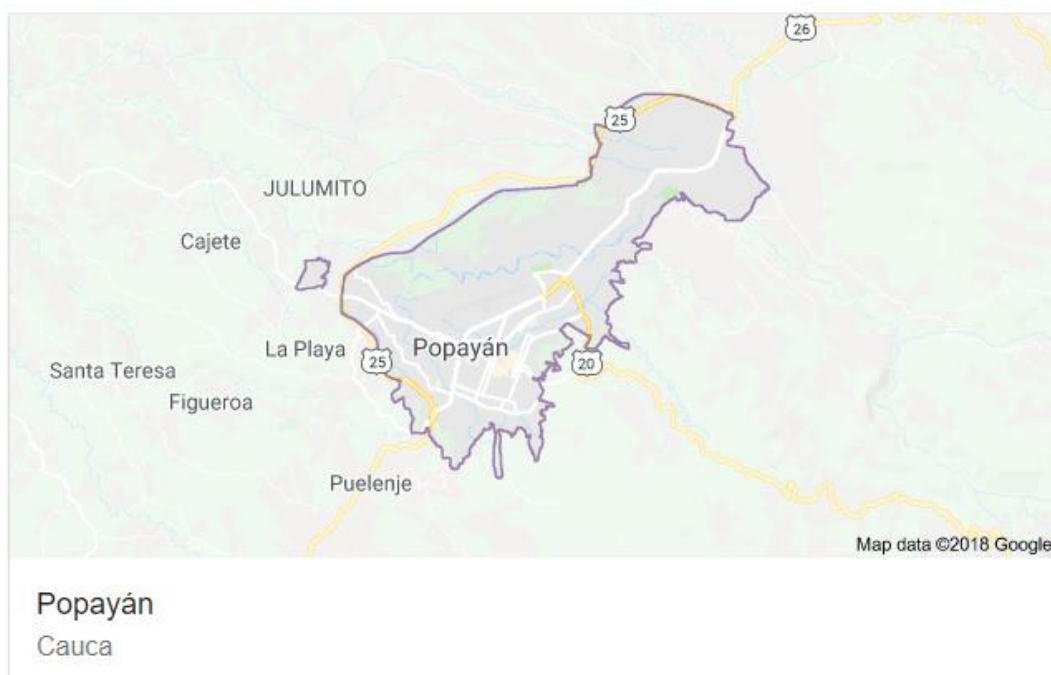 26
25
JULUMITO
Cajete
La Playa
25
Popayán
20
Santa Teresa
Figueroa
Puelenje
Map data ©2018 Google
Popayán
Cauca